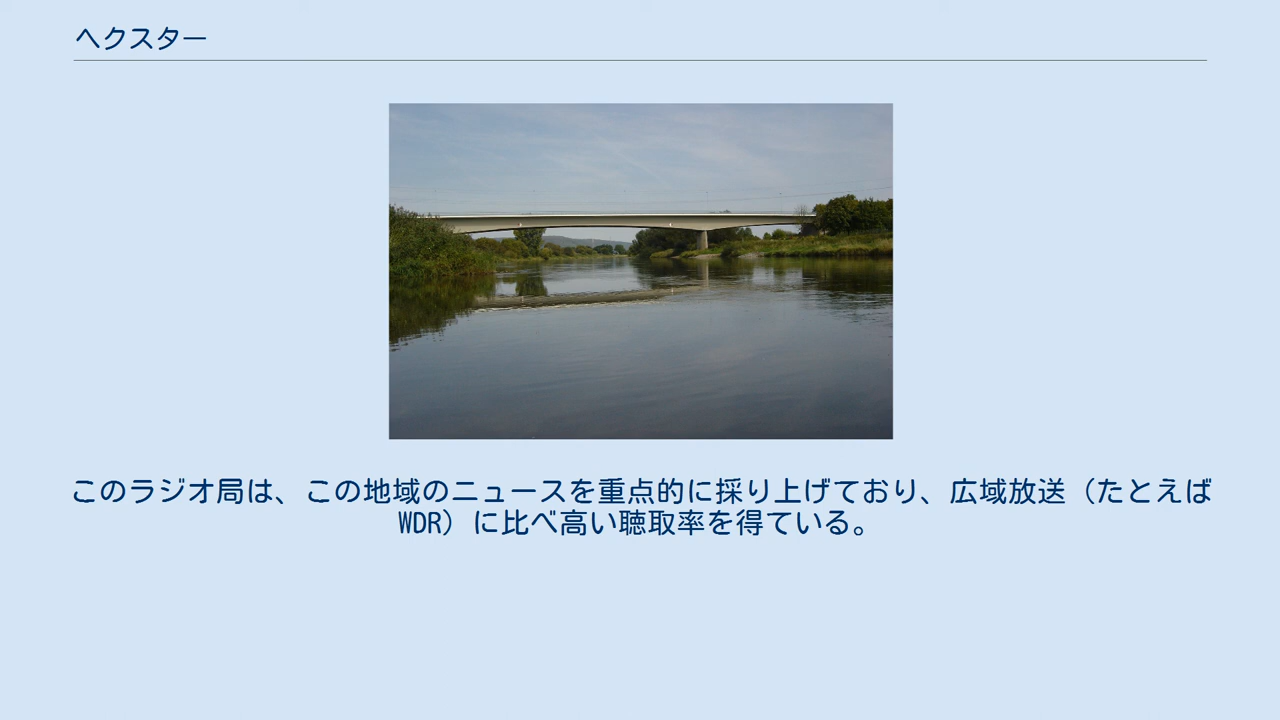 ヘクスター
このラジオ局は、この地域のニュースを重点的に採り上げており、広域放送（たとえば
WDR）に比べ高い聴取率を得ている。